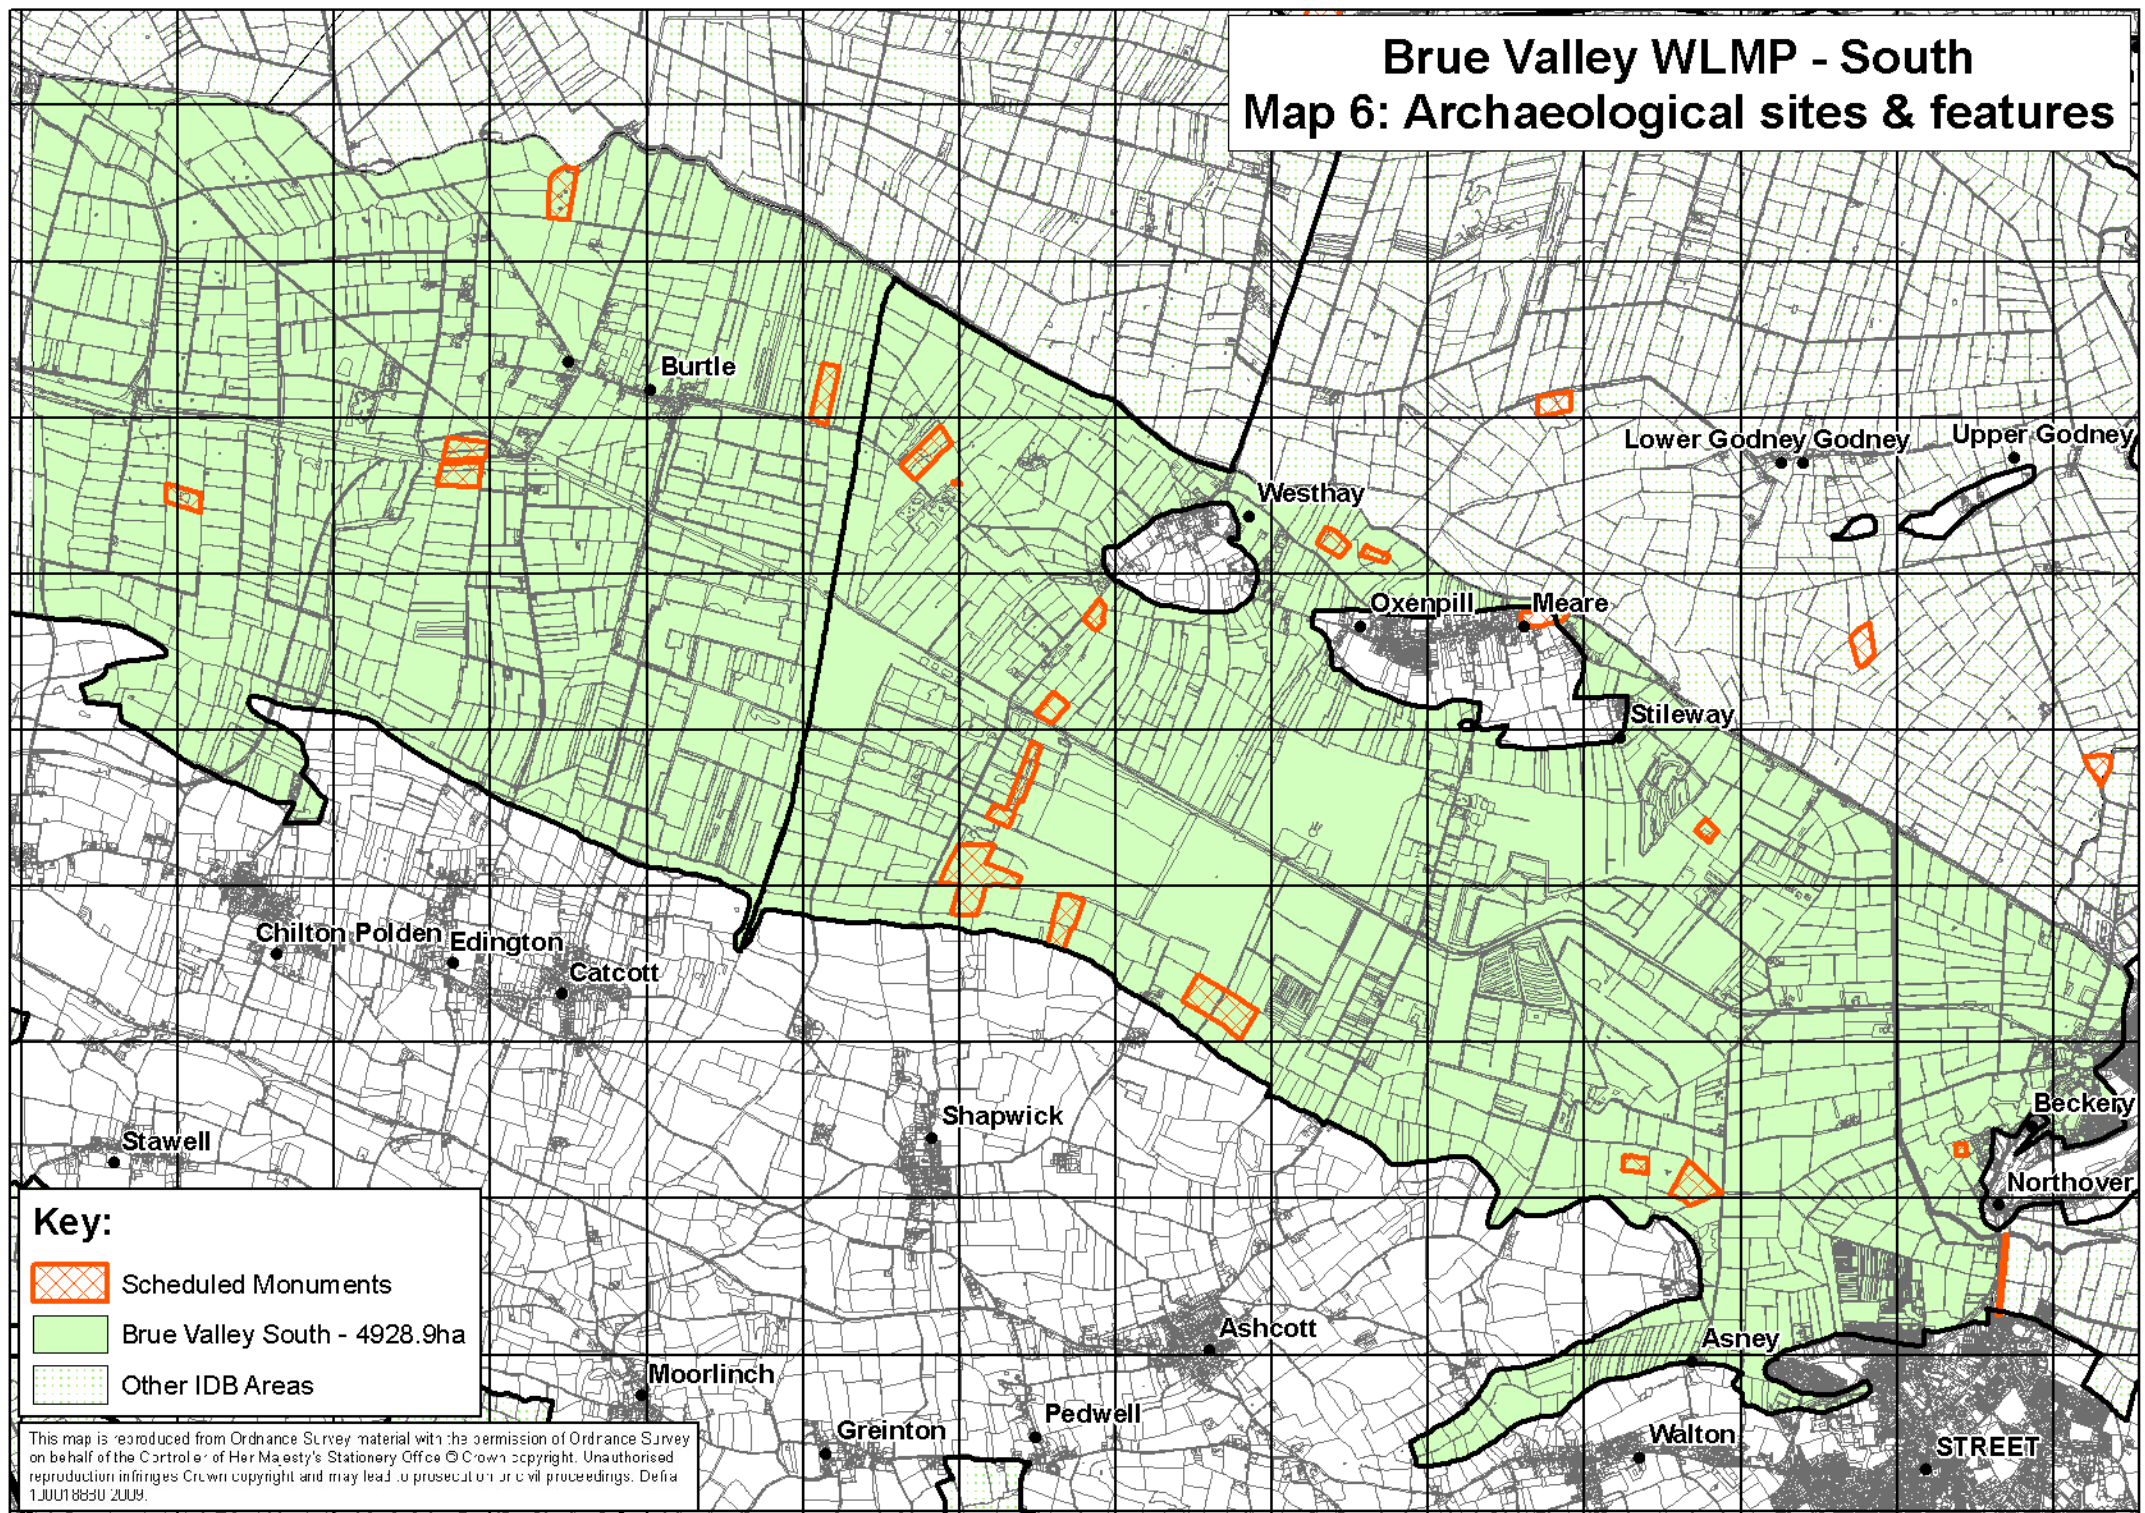 Brue Valley WLMP - South
Map 6: Archaeological sites & features
Burtle
Lower Godney Godney
Upper Godney
Westhay
Oxenpill
Meare
Stileway
Chilton Polden
Edington
Catcott
Shapwick
Stawell
Beckery
Northover
Ashcott
Asney
Moorlinch
Greinton
Pedwell
Walton
STREET
Key:
Scheduled Monuments
Brue Valley South - 4928.9ha
Other IDB Areas
This map is reproduced from Ordnance Survey material with the permission of Ordnance Survey
on behalf of the Controller of Her Majesty's Stationery Office © Crown copyright. Unauthorised
reproduction infringes Crown copyright and may lead to prosecution or civil proceedings. Defra
100018880 2009.